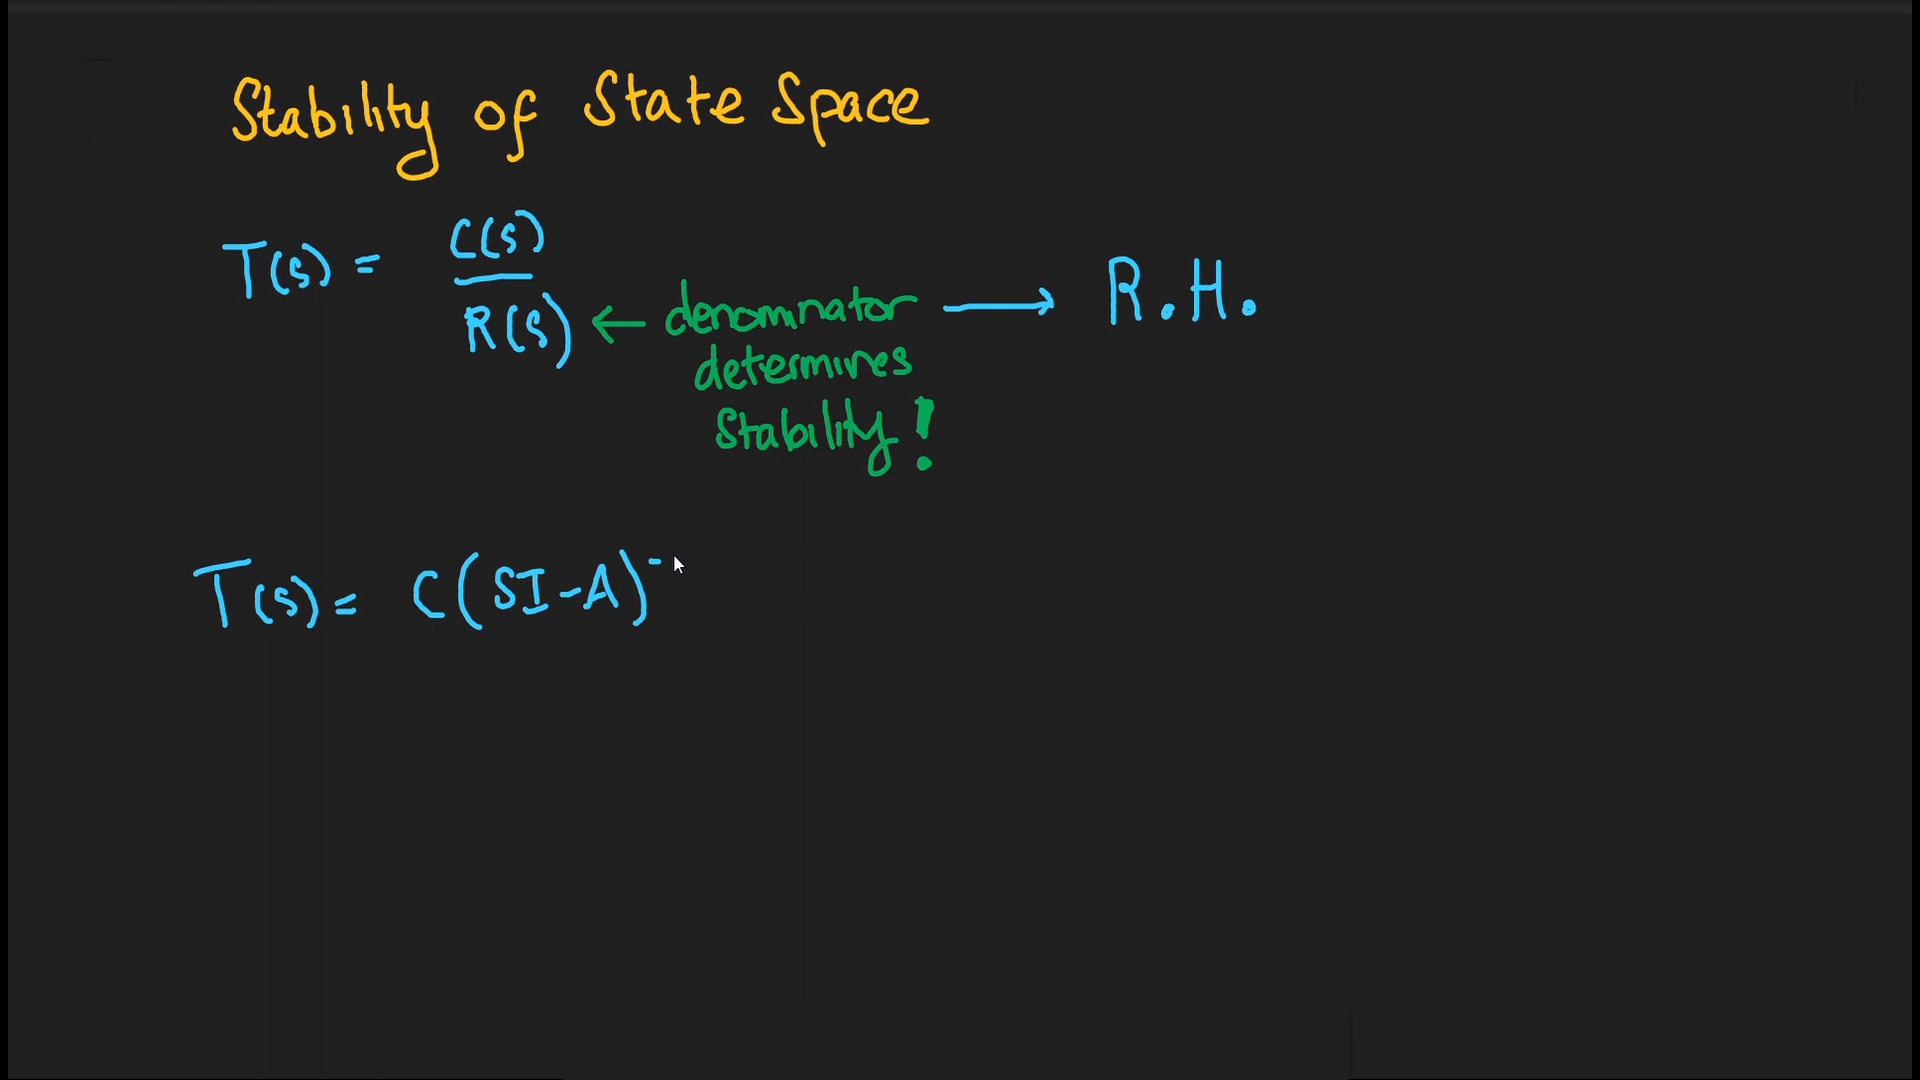 Stability of State Space
T(s) = C(s)
R(s) ← denominator → R.H.
determines
Stability!
T(s) = C(SI-A)⁻